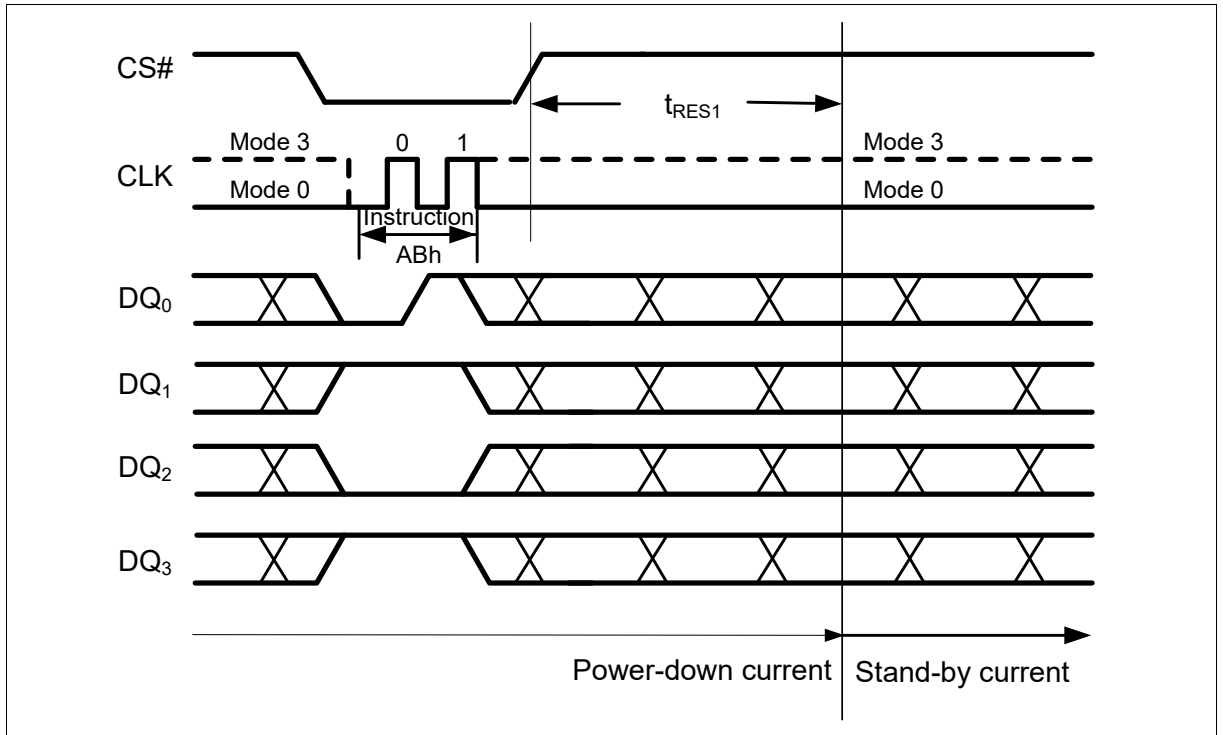 CS#
tRES1
Mode 3 0 1 Mode 3
CLK
Mode 0 Mode 0
Instruction
ABh
DQ0
DQ1
DQ2
DQ3
Power-down current Stand-by current